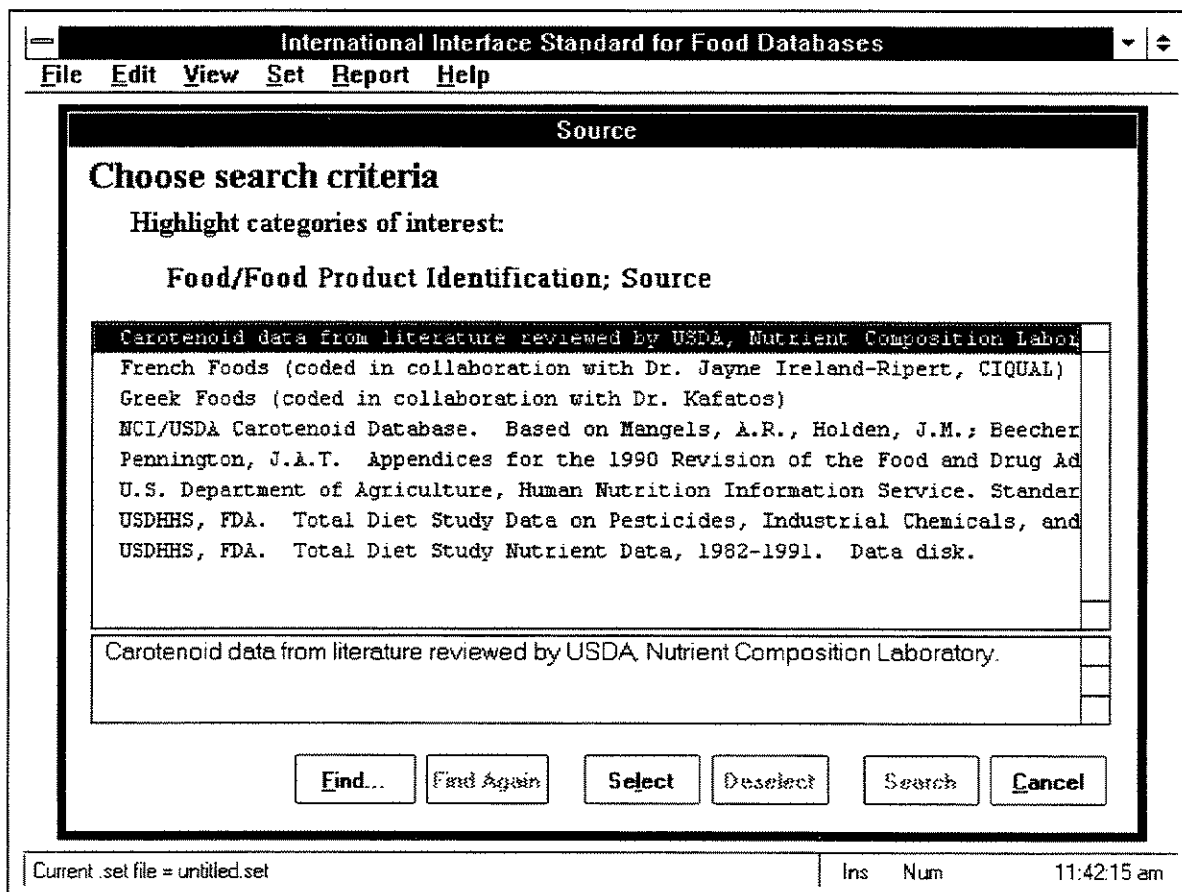 International Interface Standard for Food Databases
File Edit View Set Report Help
Source
Choose search criteria
Highlight categories of interest:
Food/Food Product Identification; Source
Carotenoid data from literature reviewed by USDA, Nutrient Composition Labor
French Foods (coded in collaboration with Dr. Jayne Ireland-Ripert, CIQUAL)
Greek Foods (coded in collaboration with Dr. Kafatos)
NCI/USDA Carotenoid Database. Based on Mangels, A.R., Holden, J.M.; Beecher
Pennington, J.A.T. Appendices for the 1990 Revision of the Food and Drug Ad
U.S. Department of Agriculture, Human Nutrition Information Service. Standar
USDHHS, FDA. Total Diet Study Data on Pesticides, Industrial Chemicals, and
USDHHS, FDA. Total Diet Study Nutrient Data, 1982-1991. Data disk.
Carotenoid data from literature reviewed by USDA, Nutrient Composition Laboratory.
Find... Find Again Select Deselect Search Cancel
Current .set file = untitled.set Ins Num 11:42:15 am